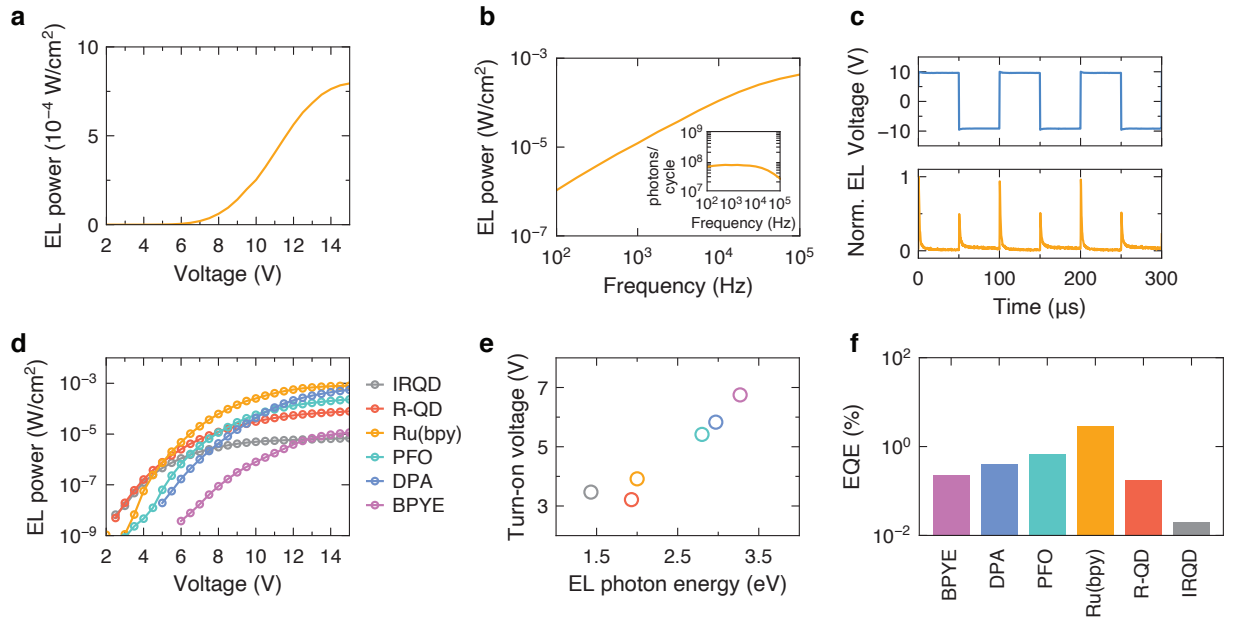 a
EL power (10⁻⁴ W/cm²)
10
5
0
2 4 6 8 10 12 14
Voltage (V)
b
EL power (W/cm²)
10⁻³
10⁻⁵
10⁻⁷
10² 10³ 10⁴ 10⁵
Frequency (Hz)
photons/
cycle
10⁹
10⁸
10⁷
10² 10³ 10⁴ 10⁵
Frequency (Hz)
c
Voltage (V)
10
0
−10
Norm. EL
1
0
0 100 200 300
Time (µs)
d
EL power (W/cm²)
10⁻³
10⁻⁵
10⁻⁷
10⁻⁹
2 4 6 8 10 12 14
Voltage (V)
IRQD
R-QD
Ru(bpy)
PFO
DPA
BPYE
e
Turn-on voltage (V)
7
5
3
1.5 2.5 3.5
EL photon energy (eV)
f
EQE (%)
10²
10⁰
10⁻²
BPYE
DPA
PFO
Ru(bpy)
R-QD
IRQD